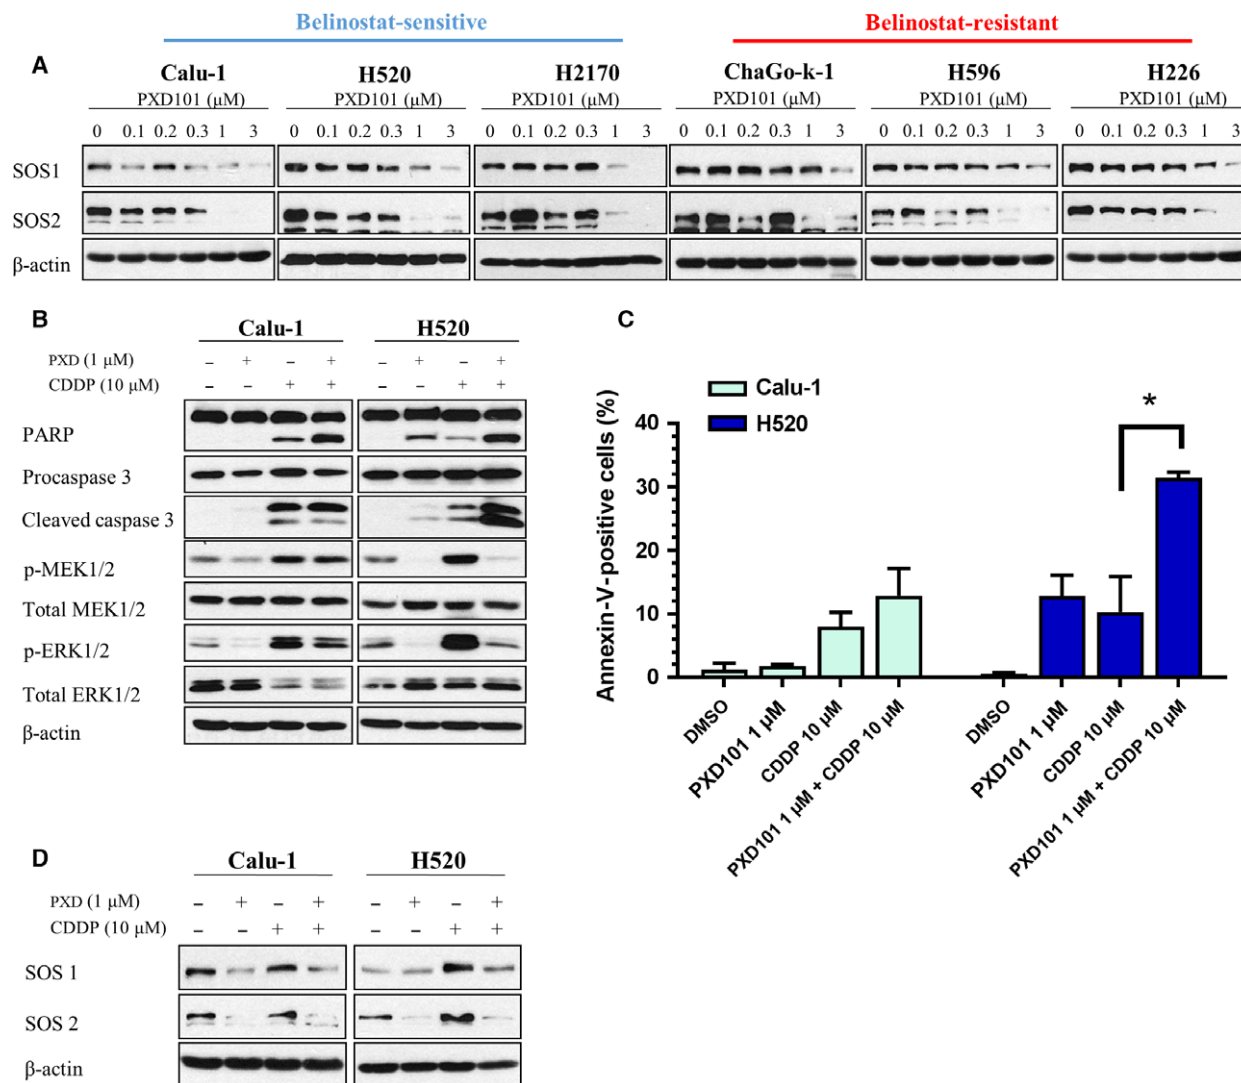 Belinostat-sensitive Belinostat-resistant
A
Calu-1 H520 H2170 ChaGo-k-1 H596 H226
PXD101 (μM) PXD101 (μM) PXD101 (μM) PXD101 (μM) PXD101 (μM) PXD101 (μM)
0 0.1 0.2 0.3 1 3 0 0.1 0.2 0.3 1 3 0 0.1 0.2 0.3 1 3 0 0.1 0.2 0.3 1 3 0 0.1 0.2 0.3 1 3 0 0.1 0.2 0.3 1 3
SOS1
SOS2
β-actin
B
Calu-1 H520
PXD (1 μM) – + – + – + – +
CDDP (10 μM) – – + + – – + +
PARP
Procaspase 3
Cleaved caspase 3
p-MEK1/2
Total MEK1/2
p-ERK1/2
Total ERK1/2
β-actin
C
Calu-1
H520
*
Annexin-V-positive cells (%)
40
30
20
10
0
DMSO
PXD101 1 μM
CDDP 10 μM
PXD101 1 μM + CDDP 10 μM
DMSO
PXD101 1 μM
CDDP 10 μM
PXD101 1 μM + CDDP 10 μM
D
Calu-1 H520
PXD (1 μM) – + – + – + – +
CDDP (10 μM) – – + + – – + +
SOS 1
SOS 2
β-actin